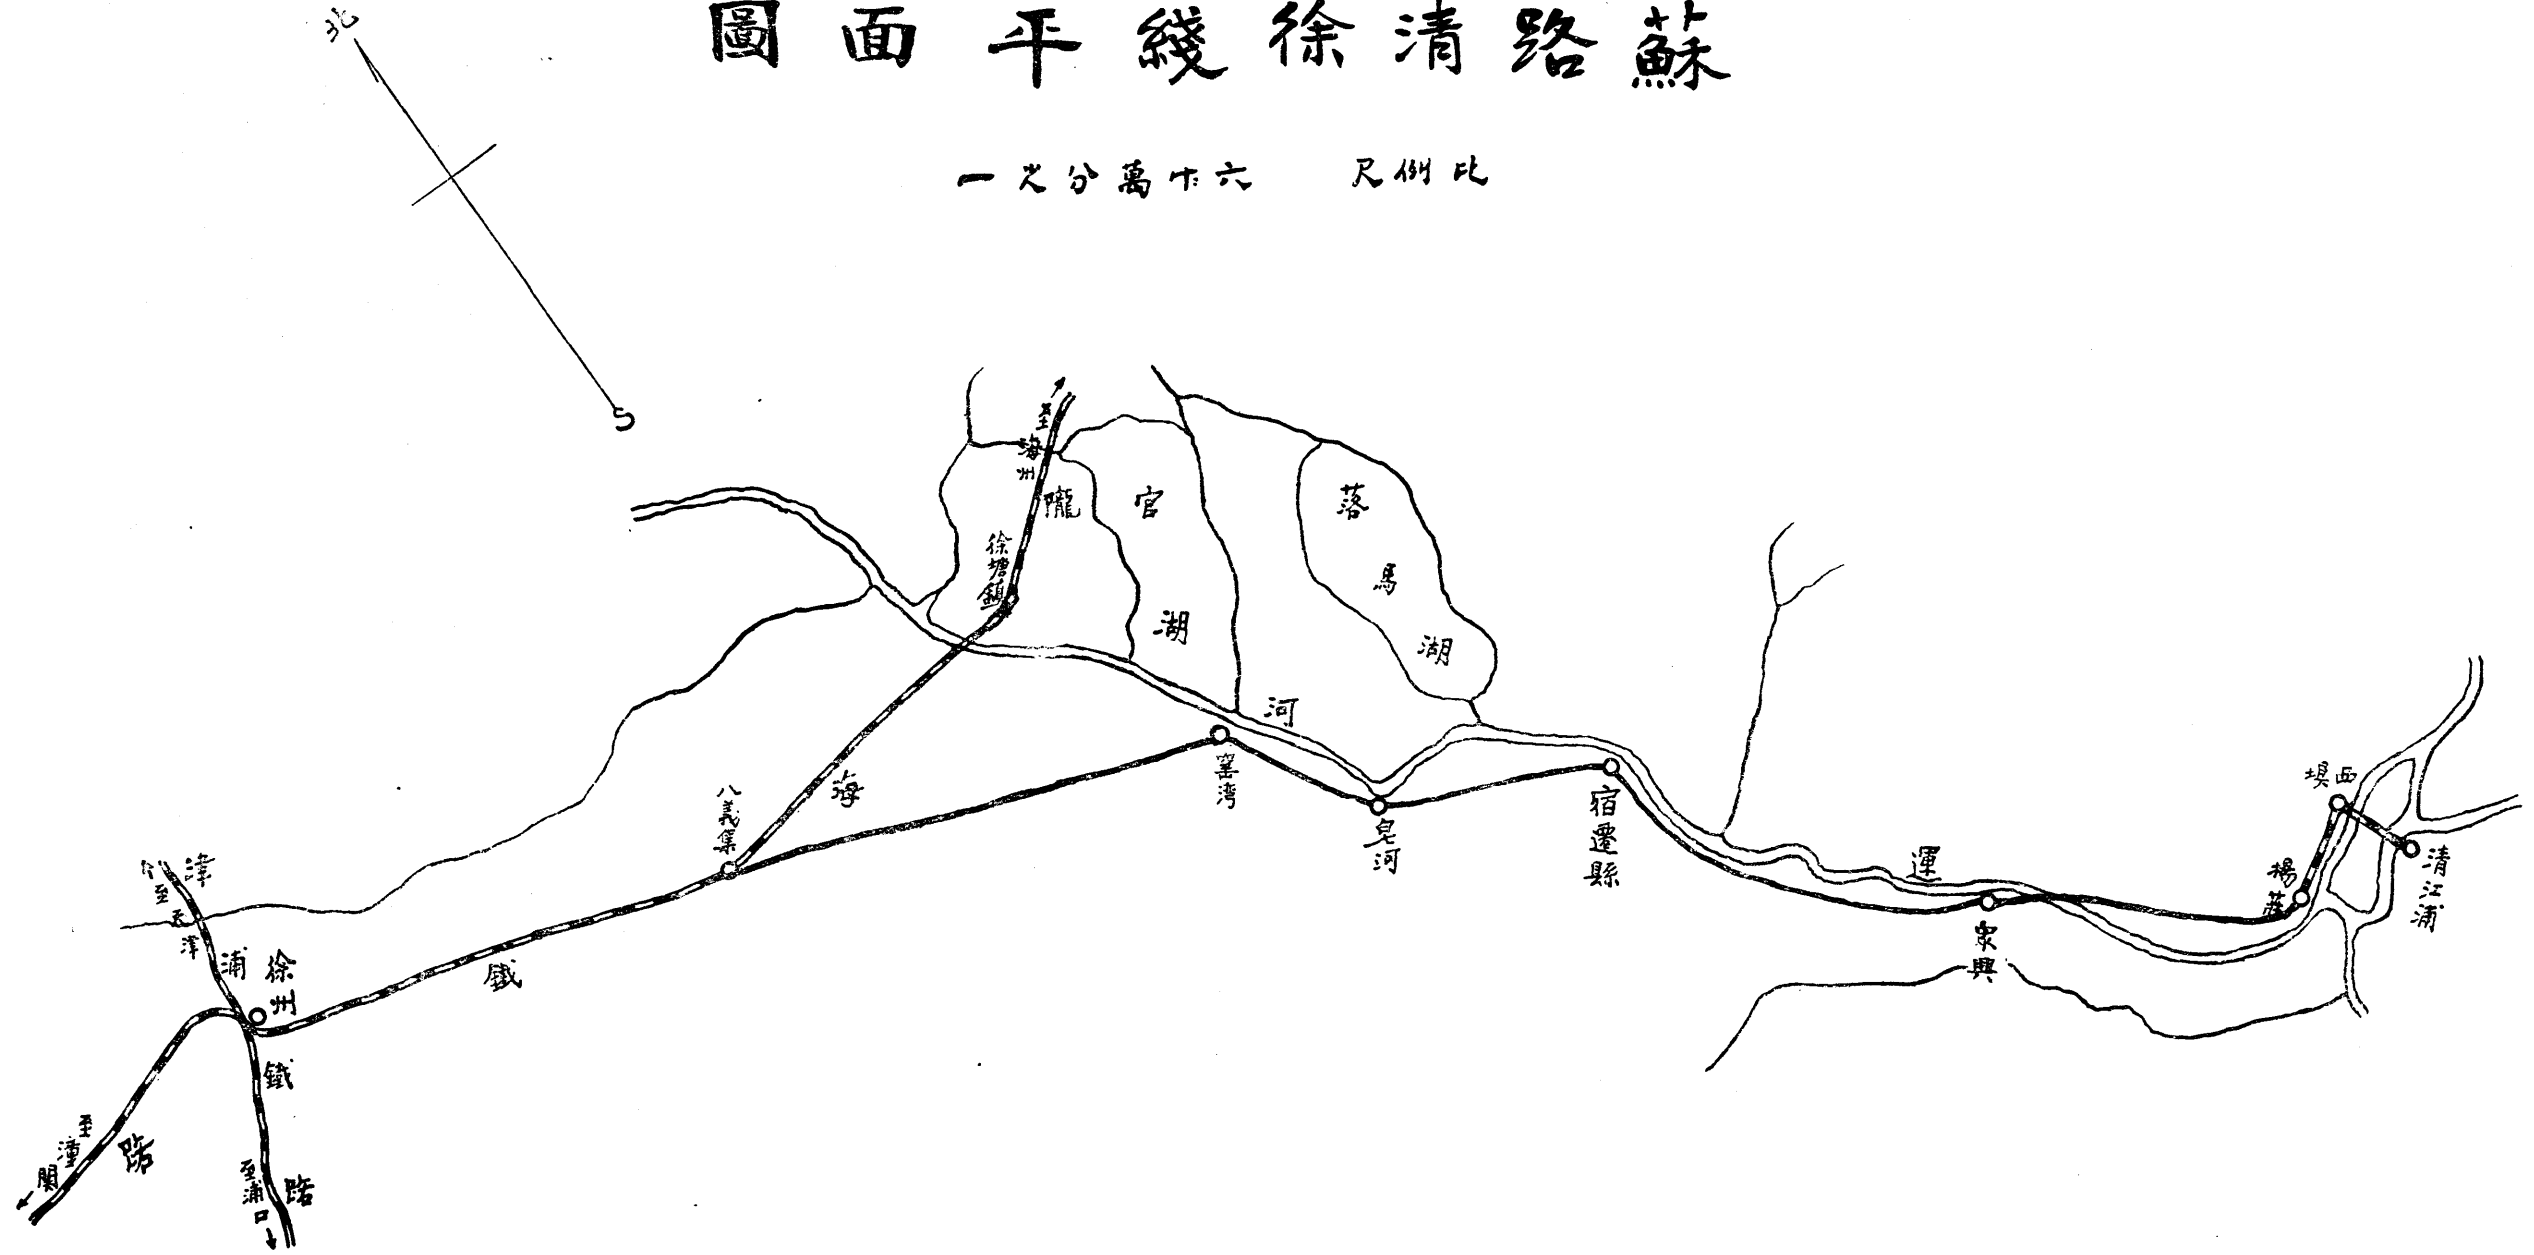 蘇路清徐綫平面圖
比例尺 六十萬分之一
北
S
至海州
隴海鐵路
徐塘鎮
官湖
落馬湖
運河
八義集
窰湾
皂河
宿遷縣
眾興
楊莊
西垻
清江浦
津浦鐵路
至天津
徐州
至潼關
至浦口